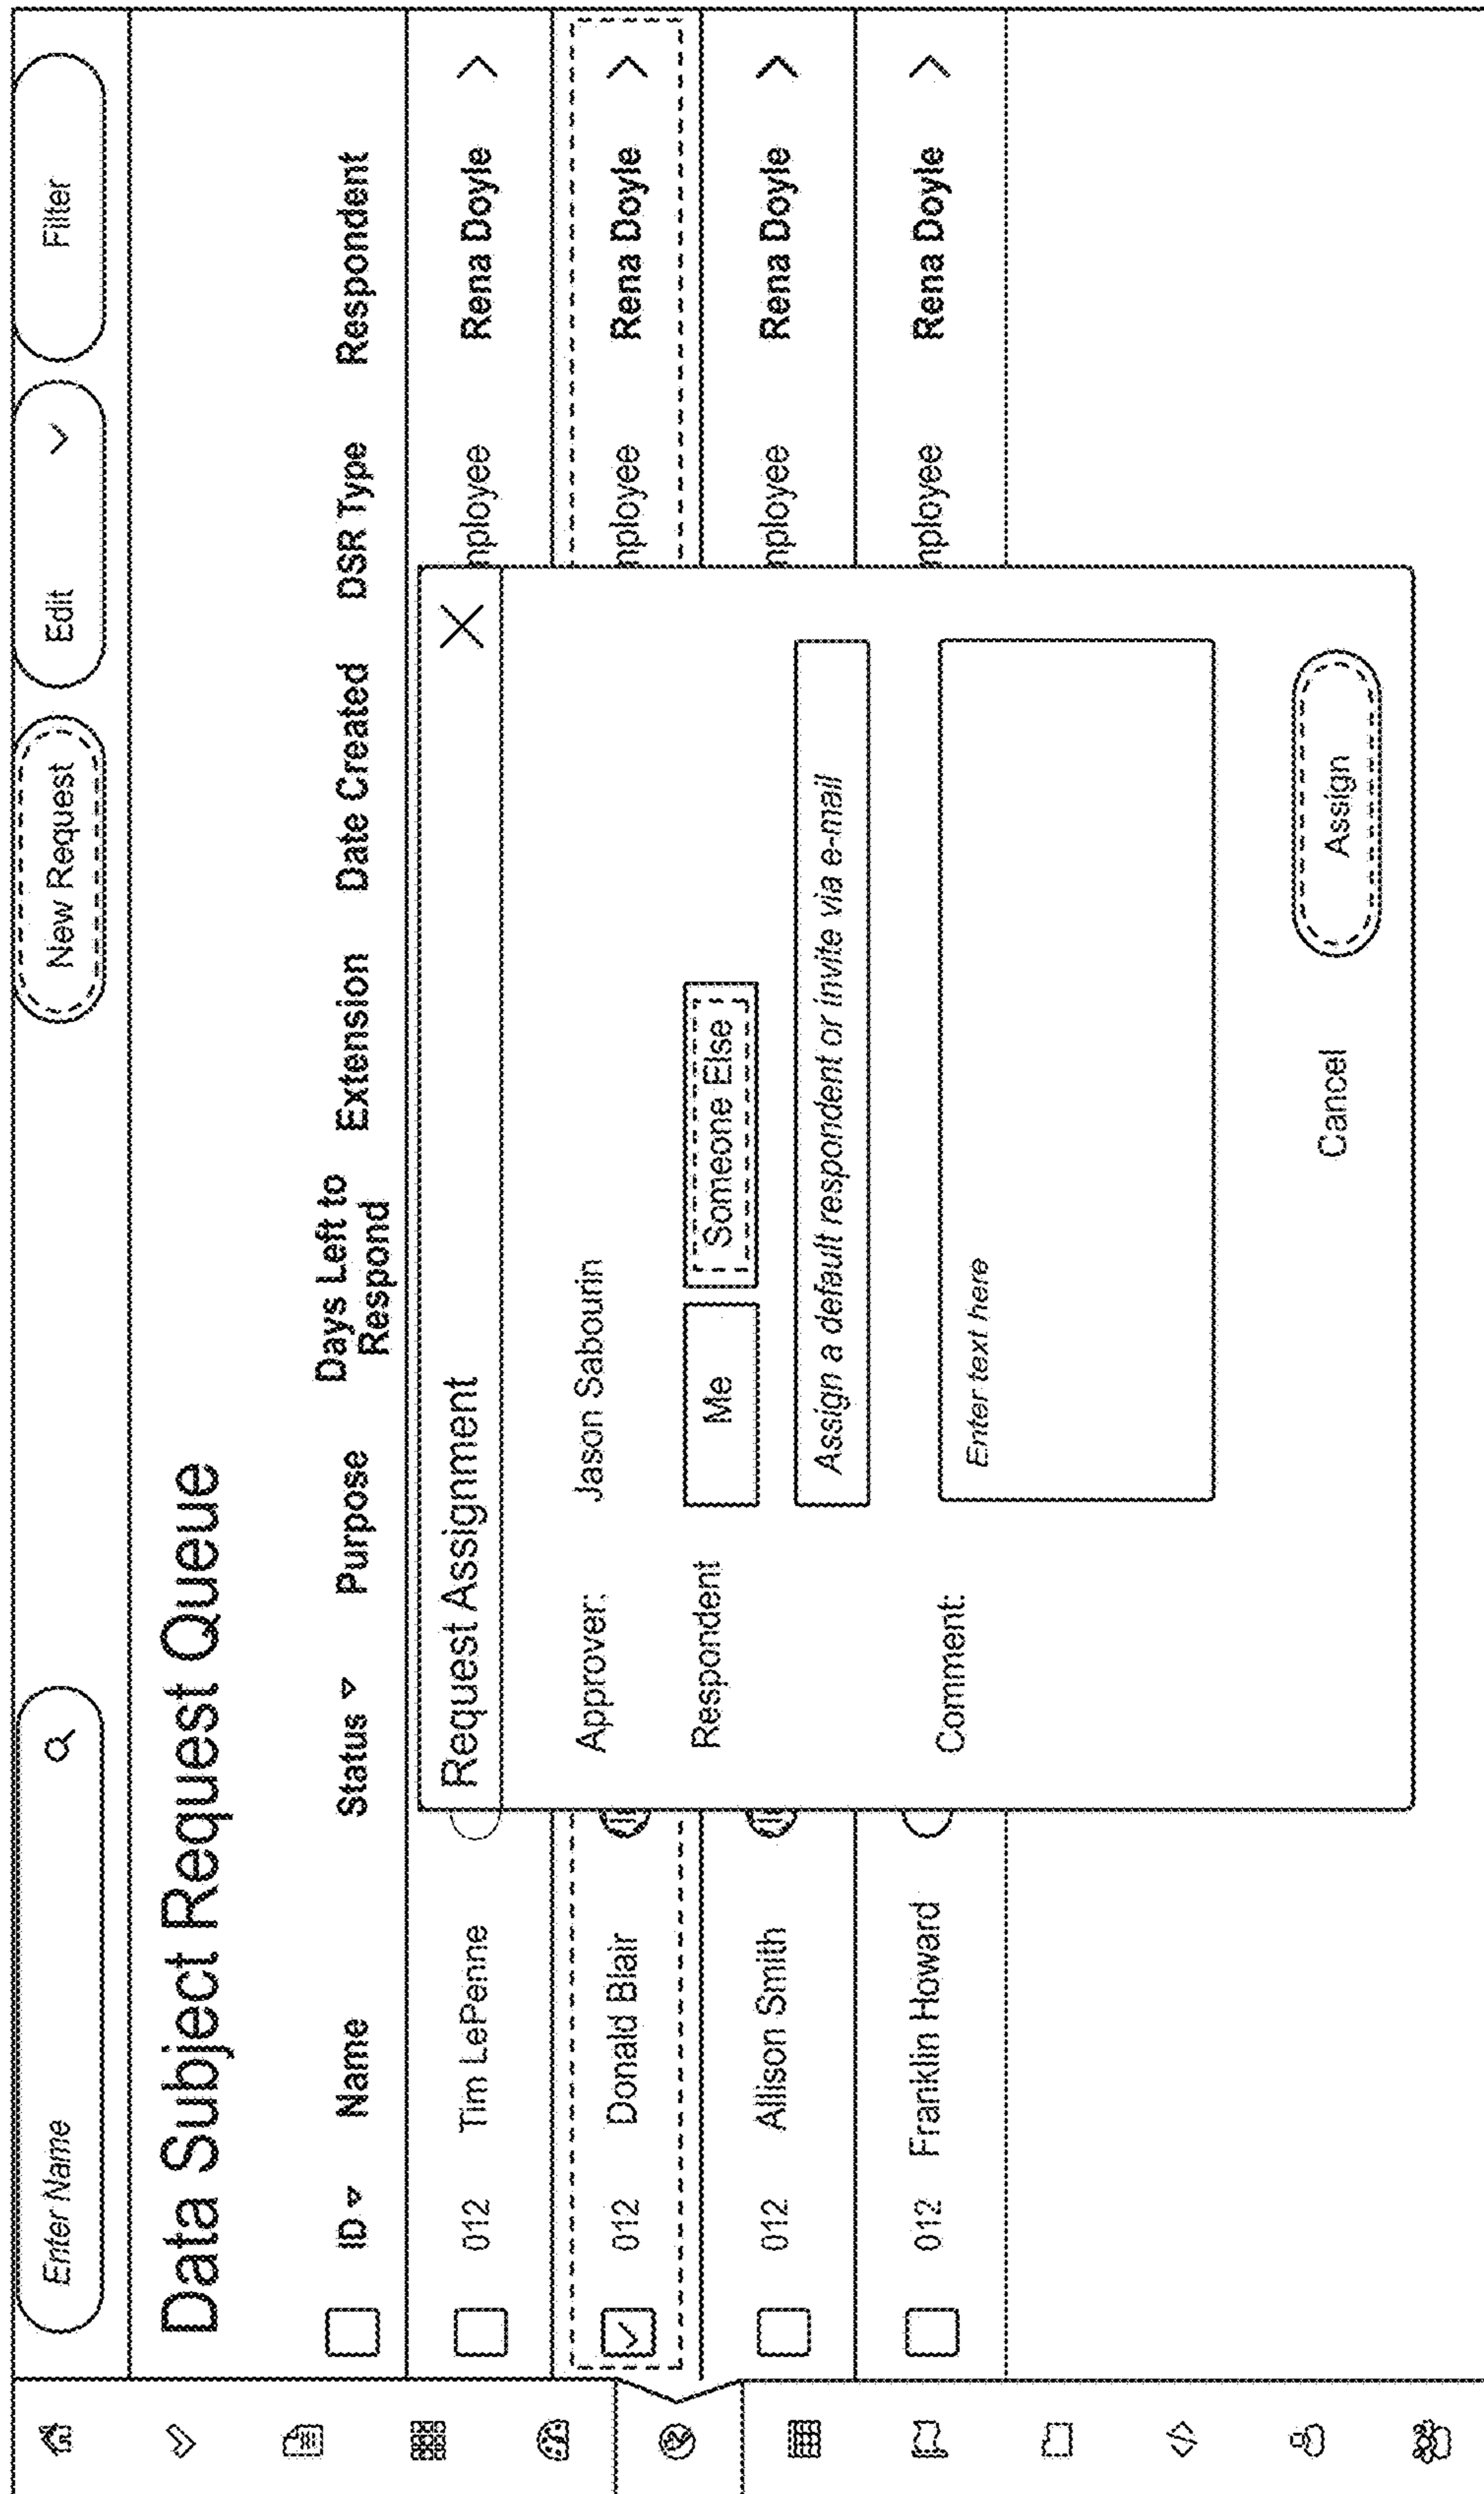 Enter Name
New Request
Edit
Filter
Data Subject Request Queue
ID Name Status Purpose Days Left to Respond Extension Date Created DSR Type Respondent
012 Tim LePenne nployee Rena Doyle
012 Donald Blair nployee Rena Doyle
012 Allison Smith nployee Rena Doyle
012 Franklin Howard nployee Rena Doyle
Request Assignment
Approver: Jason Sabourin
Respondent Me Someone Else
Assign a default respondent or invite via e-mail
Comment:
Enter text here
Cancel Assign